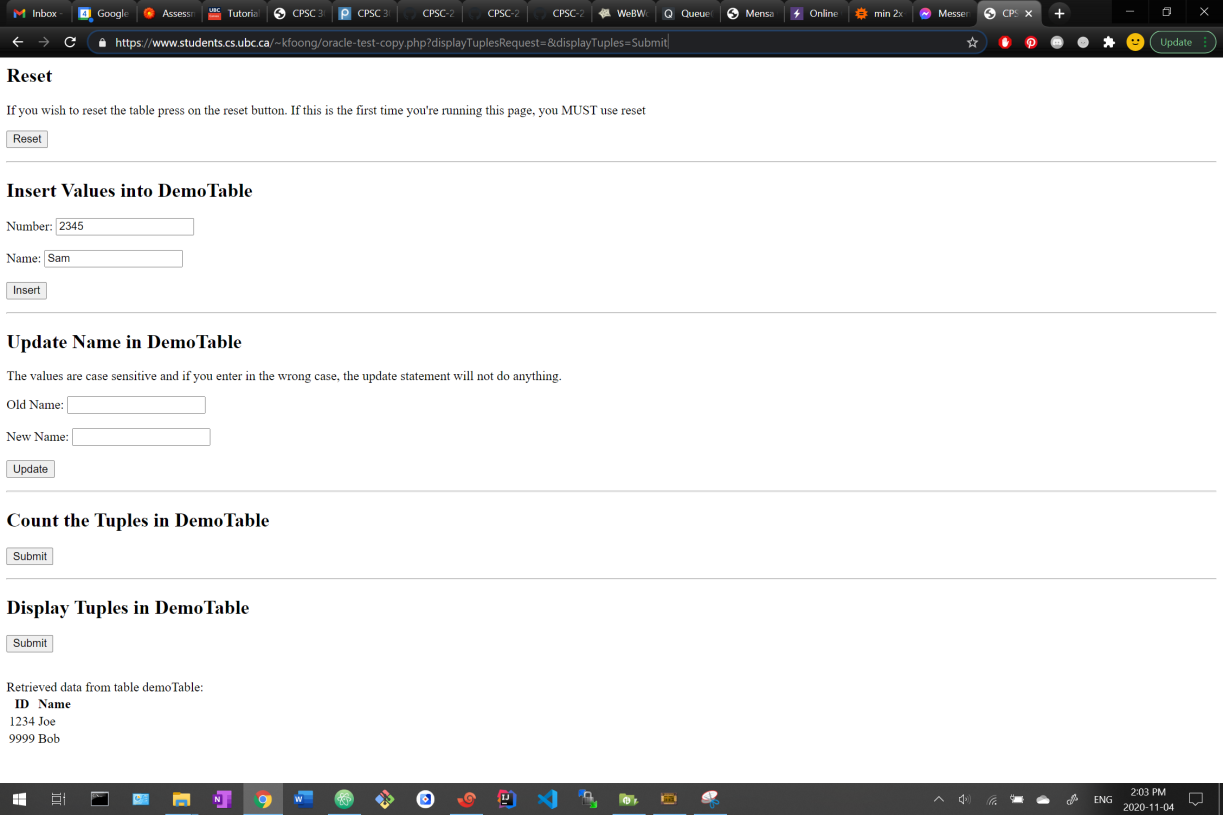 Inbox -
Google
Assessn
Tutorial
CPSC 3
CPSC 3
CPSC-2
CPSC-2
CPSC-2
WeBW
Queue
Mensa
Online
min 2x
Messen
CPS
https://www.students.cs.ubc.ca/~kfoong/oracle-test-copy.php?displayTuplesRequest=&displayTuples=Submit
Update
Reset
If you wish to reset the table press on the reset button. If this is the first time you're running this page, you MUST use reset
Reset
Insert Values into DemoTable
Number: 2345
Name: Sam
Insert
Update Name in DemoTable
The values are case sensitive and if you enter in the wrong case, the update statement will not do anything.
Old Name:
New Name:
Update
Count the Tuples in DemoTable
Submit
Display Tuples in DemoTable
Submit
Retrieved data from table demoTable:
ID Name
1234 Joe
9999 Bob
ENG
2:03 PM
2020-11-04